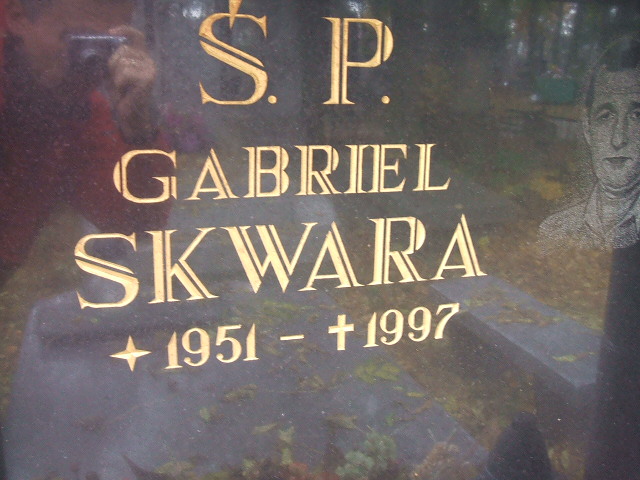 Ś. P.
GABRIEL
SKWARA
1951 - 1997